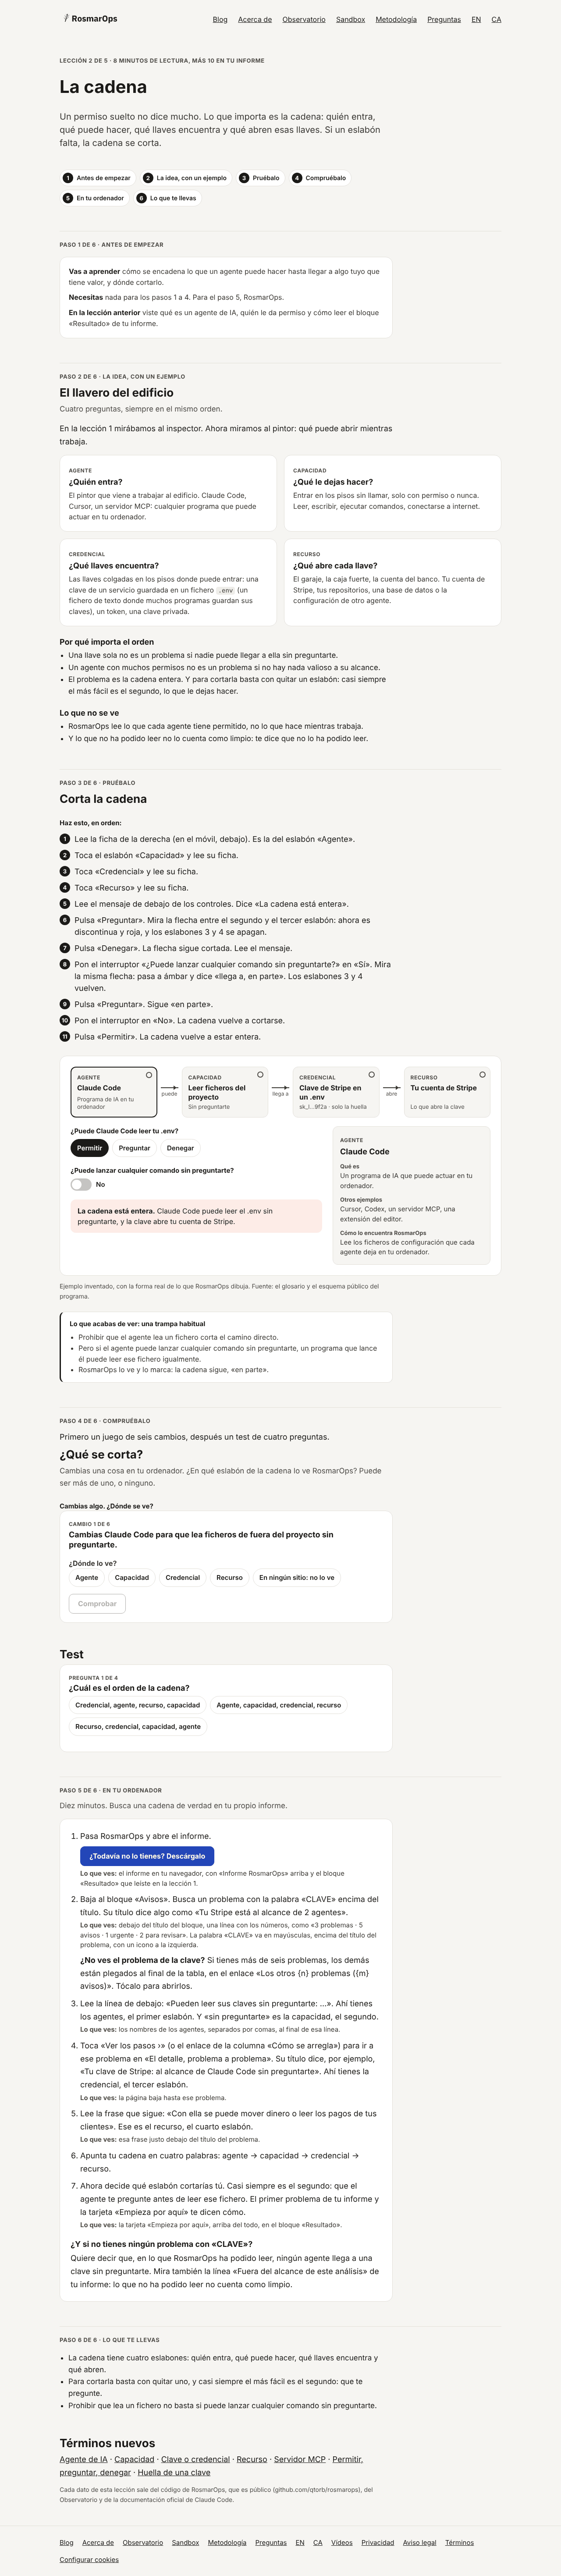 RosmarOps
Blog Acerca de Observatorio Sandbox Metodología Preguntas EN CA
LECCIÓN 2 DE 5 · 8 MINUTOS DE LECTURA, MÁS 10 EN TU INFORME
La cadena
Un permiso suelto no dice mucho. Lo que importa es la cadena: quién entra,
qué puede hacer, qué llaves encuentra y qué abren esas llaves. Si un eslabón
falta, la cadena se corta.
1 Antes de empezar 2 La idea, con un ejemplo 3 Pruébalo 4 Compruébalo
5 En tu ordenador 6 Lo que te llevas
PASO 1 DE 6 · ANTES DE EMPEZAR
Vas a aprender cómo se encadena lo que un agente puede hacer hasta llegar a algo tuyo que
tiene valor, y dónde cortarlo.
Necesitas nada para los pasos 1 a 4. Para el paso 5, RosmarOps.
En la lección anterior viste qué es un agente de IA, quién le da permiso y cómo leer el bloque
«Resultado» de tu informe.
PASO 2 DE 6 · LA IDEA, CON UN EJEMPLO
El llavero del edificio
Cuatro preguntas, siempre en el mismo orden.
En la lección 1 mirábamos al inspector. Ahora miramos al pintor: qué puede abrir mientras
trabaja.
AGENTE
¿Quién entra?
El pintor que viene a trabajar al edificio. Claude Code,
Cursor, un servidor MCP: cualquier programa que puede
actuar en tu ordenador.
CAPACIDAD
¿Qué le dejas hacer?
Entrar en los pisos sin llamar, solo con permiso o nunca.
Leer, escribir, ejecutar comandos, conectarse a internet.
CREDENCIAL
¿Qué llaves encuentra?
Las llaves colgadas en los pisos donde puede entrar: una
clave de un servicio guardada en un fichero .env (un
fichero de texto donde muchos programas guardan sus
claves), un token, una clave privada.
RECURSO
¿Qué abre cada llave?
El garaje, la caja fuerte, la cuenta del banco. Tu cuenta de
Stripe, tus repositorios, una base de datos o la
configuración de otro agente.
Por qué importa el orden
• Una llave sola no es un problema si nadie puede llegar a ella sin preguntarte.
• Un agente con muchos permisos no es un problema si no hay nada valioso a su alcance.
• El problema es la cadena entera. Y para cortarla basta con quitar un eslabón: casi siempre
el más fácil es el segundo, lo que le dejas hacer.
Lo que no se ve
• RosmarOps lee lo que cada agente tiene permitido, no lo que hace mientras trabaja.
• Y lo que no ha podido leer no lo cuenta como limpio: te dice que no lo ha podido leer.
PASO 3 DE 6 · PRUÉBALO
Corta la cadena
Haz esto, en orden:
1 Lee la ficha de la derecha (en el móvil, debajo). Es la del eslabón «Agente».
2 Toca el eslabón «Capacidad» y lee su ficha.
3 Toca «Credencial» y lee su ficha.
4 Toca «Recurso» y lee su ficha.
5 Lee el mensaje de debajo de los controles. Dice «La cadena está entera».
6 Pulsa «Preguntar». Mira la flecha entre el segundo y el tercer eslabón: ahora es
discontinua y roja, y los eslabones 3 y 4 se apagan.
7 Pulsa «Denegar». La flecha sigue cortada. Lee el mensaje.
8 Pon el interruptor «¿Puede lanzar cualquier comando sin preguntarte?» en «Sí». Mira
la misma flecha: pasa a ámbar y dice «llega a, en parte». Los eslabones 3 y 4
vuelven.
9 Pulsa «Preguntar». Sigue «en parte».
10 Pon el interruptor en «No». La cadena vuelve a cortarse.
11 Pulsa «Permitir». La cadena vuelve a estar entera.
AGENTE
Claude Code
Programa de IA en tu
ordenador
puede
CAPACIDAD
Leer ficheros del
proyecto
Sin preguntarte
llega a
CREDENCIAL
Clave de Stripe en
un .env
sk_l…9f2a · solo la huella
abre
RECURSO
Tu cuenta de Stripe
Lo que abre la clave
¿Puede Claude Code leer tu .env?
Permitir Preguntar Denegar
¿Puede lanzar cualquier comando sin preguntarte?
No
La cadena está entera. Claude Code puede leer el .env sin
preguntarte, y la clave abre tu cuenta de Stripe.
AGENTE
Claude Code
Qué es
Un programa de IA que puede actuar en tu
ordenador.
Otros ejemplos
Cursor, Codex, un servidor MCP, una
extensión del editor.
Cómo lo encuentra RosmarOps
Lee los ficheros de configuración que cada
agente deja en tu ordenador.
Ejemplo inventado, con la forma real de lo que RosmarOps dibuja. Fuente: el glosario y el esquema público del
programa.
Lo que acabas de ver: una trampa habitual
• Prohibir que el agente lea un fichero corta el camino directo.
• Pero si el agente puede lanzar cualquier comando sin preguntarte, un programa que lance
él puede leer ese fichero igualmente.
• RosmarOps lo ve y lo marca: la cadena sigue, «en parte».
PASO 4 DE 6 · COMPRUÉBALO
Primero un juego de seis cambios, después un test de cuatro preguntas.
¿Qué se corta?
Cambias una cosa en tu ordenador. ¿En qué eslabón de la cadena lo ve RosmarOps? Puede
ser más de uno, o ninguno.
Cambias algo. ¿Dónde se ve?
CAMBIO 1 DE 6
Cambias Claude Code para que lea ficheros de fuera del proyecto sin
preguntarte.
¿Dónde lo ve?
Agente Capacidad Credencial Recurso En ningún sitio: no lo ve
Comprobar
Test
PREGUNTA 1 DE 4
¿Cuál es el orden de la cadena?
Credencial, agente, recurso, capacidad Agente, capacidad, credencial, recurso
Recurso, credencial, capacidad, agente
PASO 5 DE 6 · EN TU ORDENADOR
Diez minutos. Busca una cadena de verdad en tu propio informe.
1. Pasa RosmarOps y abre el informe.
¿Todavía no lo tienes? Descárgalo
Lo que ves: el informe en tu navegador, con «Informe RosmarOps» arriba y el bloque
«Resultado» que leíste en la lección 1.
2. Baja al bloque «Avisos». Busca un problema con la palabra «CLAVE» encima del
título. Su título dice algo como «Tu Stripe está al alcance de 2 agentes».
Lo que ves: debajo del título del bloque, una línea con los números, como «3 problemas · 5
avisos · 1 urgente · 2 para revisar». La palabra «CLAVE» va en mayúsculas, encima del título del
problema, con un icono a la izquierda.
¿No ves el problema de la clave? Si tienes más de seis problemas, los demás
están plegados al final de la tabla, en el enlace «Los otros {n} problemas ({m}
avisos)». Tócalo para abrirlos.
3. Lee la línea de debajo: «Pueden leer sus claves sin preguntarte: …». Ahí tienes
los agentes, el primer eslabón. Y «sin preguntarte» es la capacidad, el segundo.
Lo que ves: los nombres de los agentes, separados por comas, al final de esa línea.
4. Toca «Ver los pasos ›» (o el enlace de la columna «Cómo se arregla») para ir a
ese problema en «El detalle, problema a problema». Su título dice, por ejemplo,
«Tu clave de Stripe: al alcance de Claude Code sin preguntarte». Ahí tienes la
credencial, el tercer eslabón.
Lo que ves: la página baja hasta ese problema.
5. Lee la frase que sigue: «Con ella se puede mover dinero o leer los pagos de tus
clientes». Ese es el recurso, el cuarto eslabón.
Lo que ves: esa frase justo debajo del título del problema.
6. Apunta tu cadena en cuatro palabras: agente → capacidad → credencial →
recurso.
7. Ahora decide qué eslabón cortarías tú. Casi siempre es el segundo: que el
agente te pregunte antes de leer ese fichero. El primer problema de tu informe y
la tarjeta «Empieza por aquí» te dicen cómo.
Lo que ves: la tarjeta «Empieza por aquí», arriba del todo, en el bloque «Resultado».
¿Y si no tienes ningún problema con «CLAVE»?
Quiere decir que, en lo que RosmarOps ha podido leer, ningún agente llega a una
clave sin preguntarte. Mira también la línea «Fuera del alcance de este análisis» de
tu informe: lo que no ha podido leer no cuenta como limpio.
PASO 6 DE 6 · LO QUE TE LLEVAS
• La cadena tiene cuatro eslabones: quién entra, qué puede hacer, qué llaves encuentra y
qué abren.
• Para cortarla basta con quitar uno, y casi siempre el más fácil es el segundo: que te
pregunte.
• Prohibir que lea un fichero no basta si puede lanzar cualquier comando sin preguntarte.
Términos nuevos
Agente de IA · Capacidad · Clave o credencial · Recurso · Servidor MCP · Permitir,
preguntar, denegar · Huella de una clave
Cada dato de esta lección sale del código de RosmarOps, que es público (github.com/qtorb/rosmarops), del
Observatorio y de la documentación oficial de Claude Code.
Blog Acerca de Observatorio Sandbox Metodología Preguntas EN CA Vídeos Privacidad Aviso legal Términos
Configurar cookies